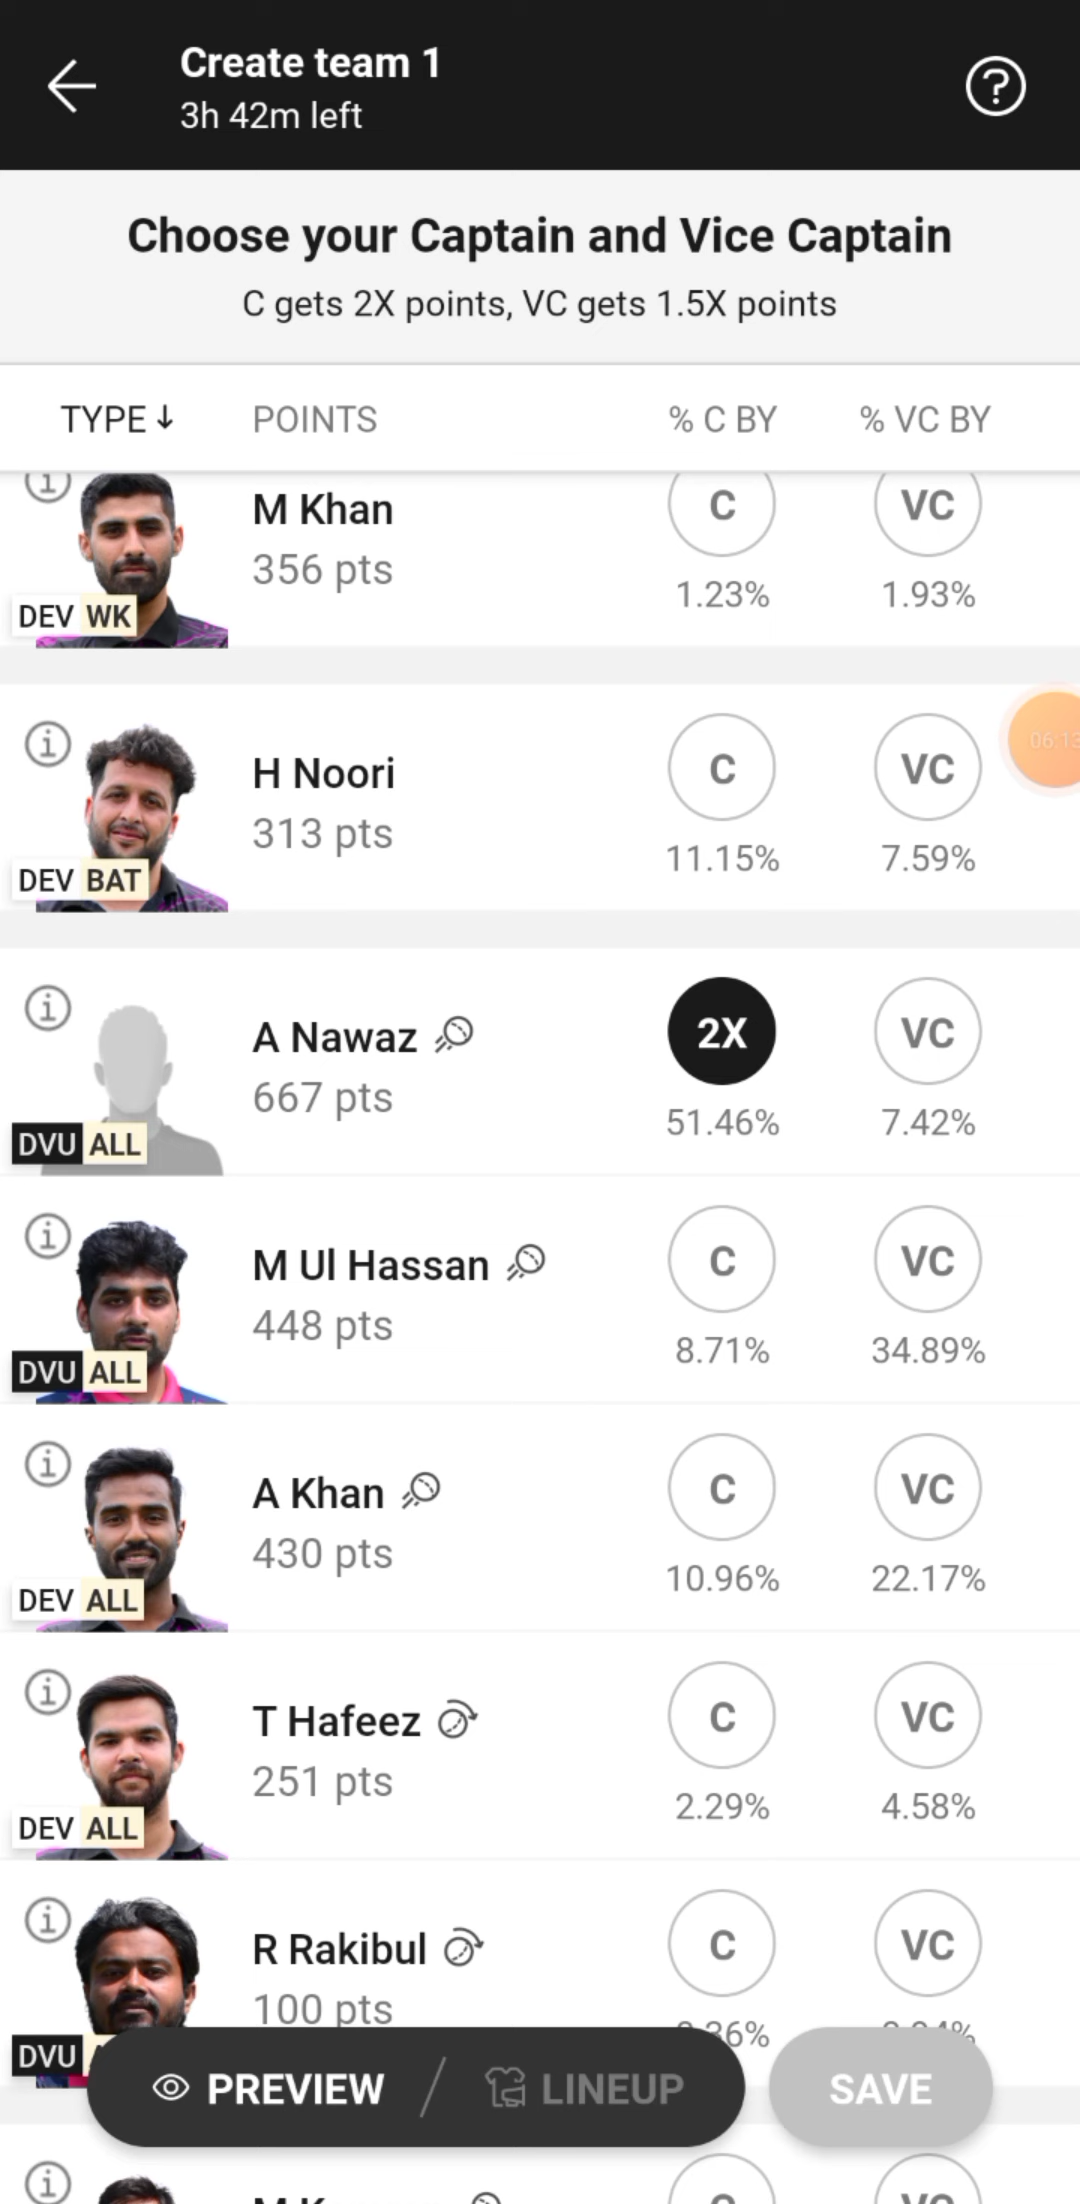 Create team 1
3h 42m left
Choose your Captain and Vice Captain
C gets 2X points, VC gets 1.5X points
TYPE↓ POINTS % C BY % VC BY
M Khan C VC
356 pts 1.23% 1.93%
DEV WK
H Noori C VC
313 pts 11.15% 7.59%
DEV BAT
06:13
A Nawaz 2X VC
667 pts 51.46% 7.42%
DVU ALL
M Ul Hassan C VC
448 pts 8.71% 34.89%
DVU ALL
A Khan C VC
430 pts 10.96% 22.17%
DEV ALL
T Hafeez C VC
251 pts 2.29% 4.58%
DEV ALL
R Rakibul C VC
100 pts
DVU
PREVIEW / LINEUP SAVE